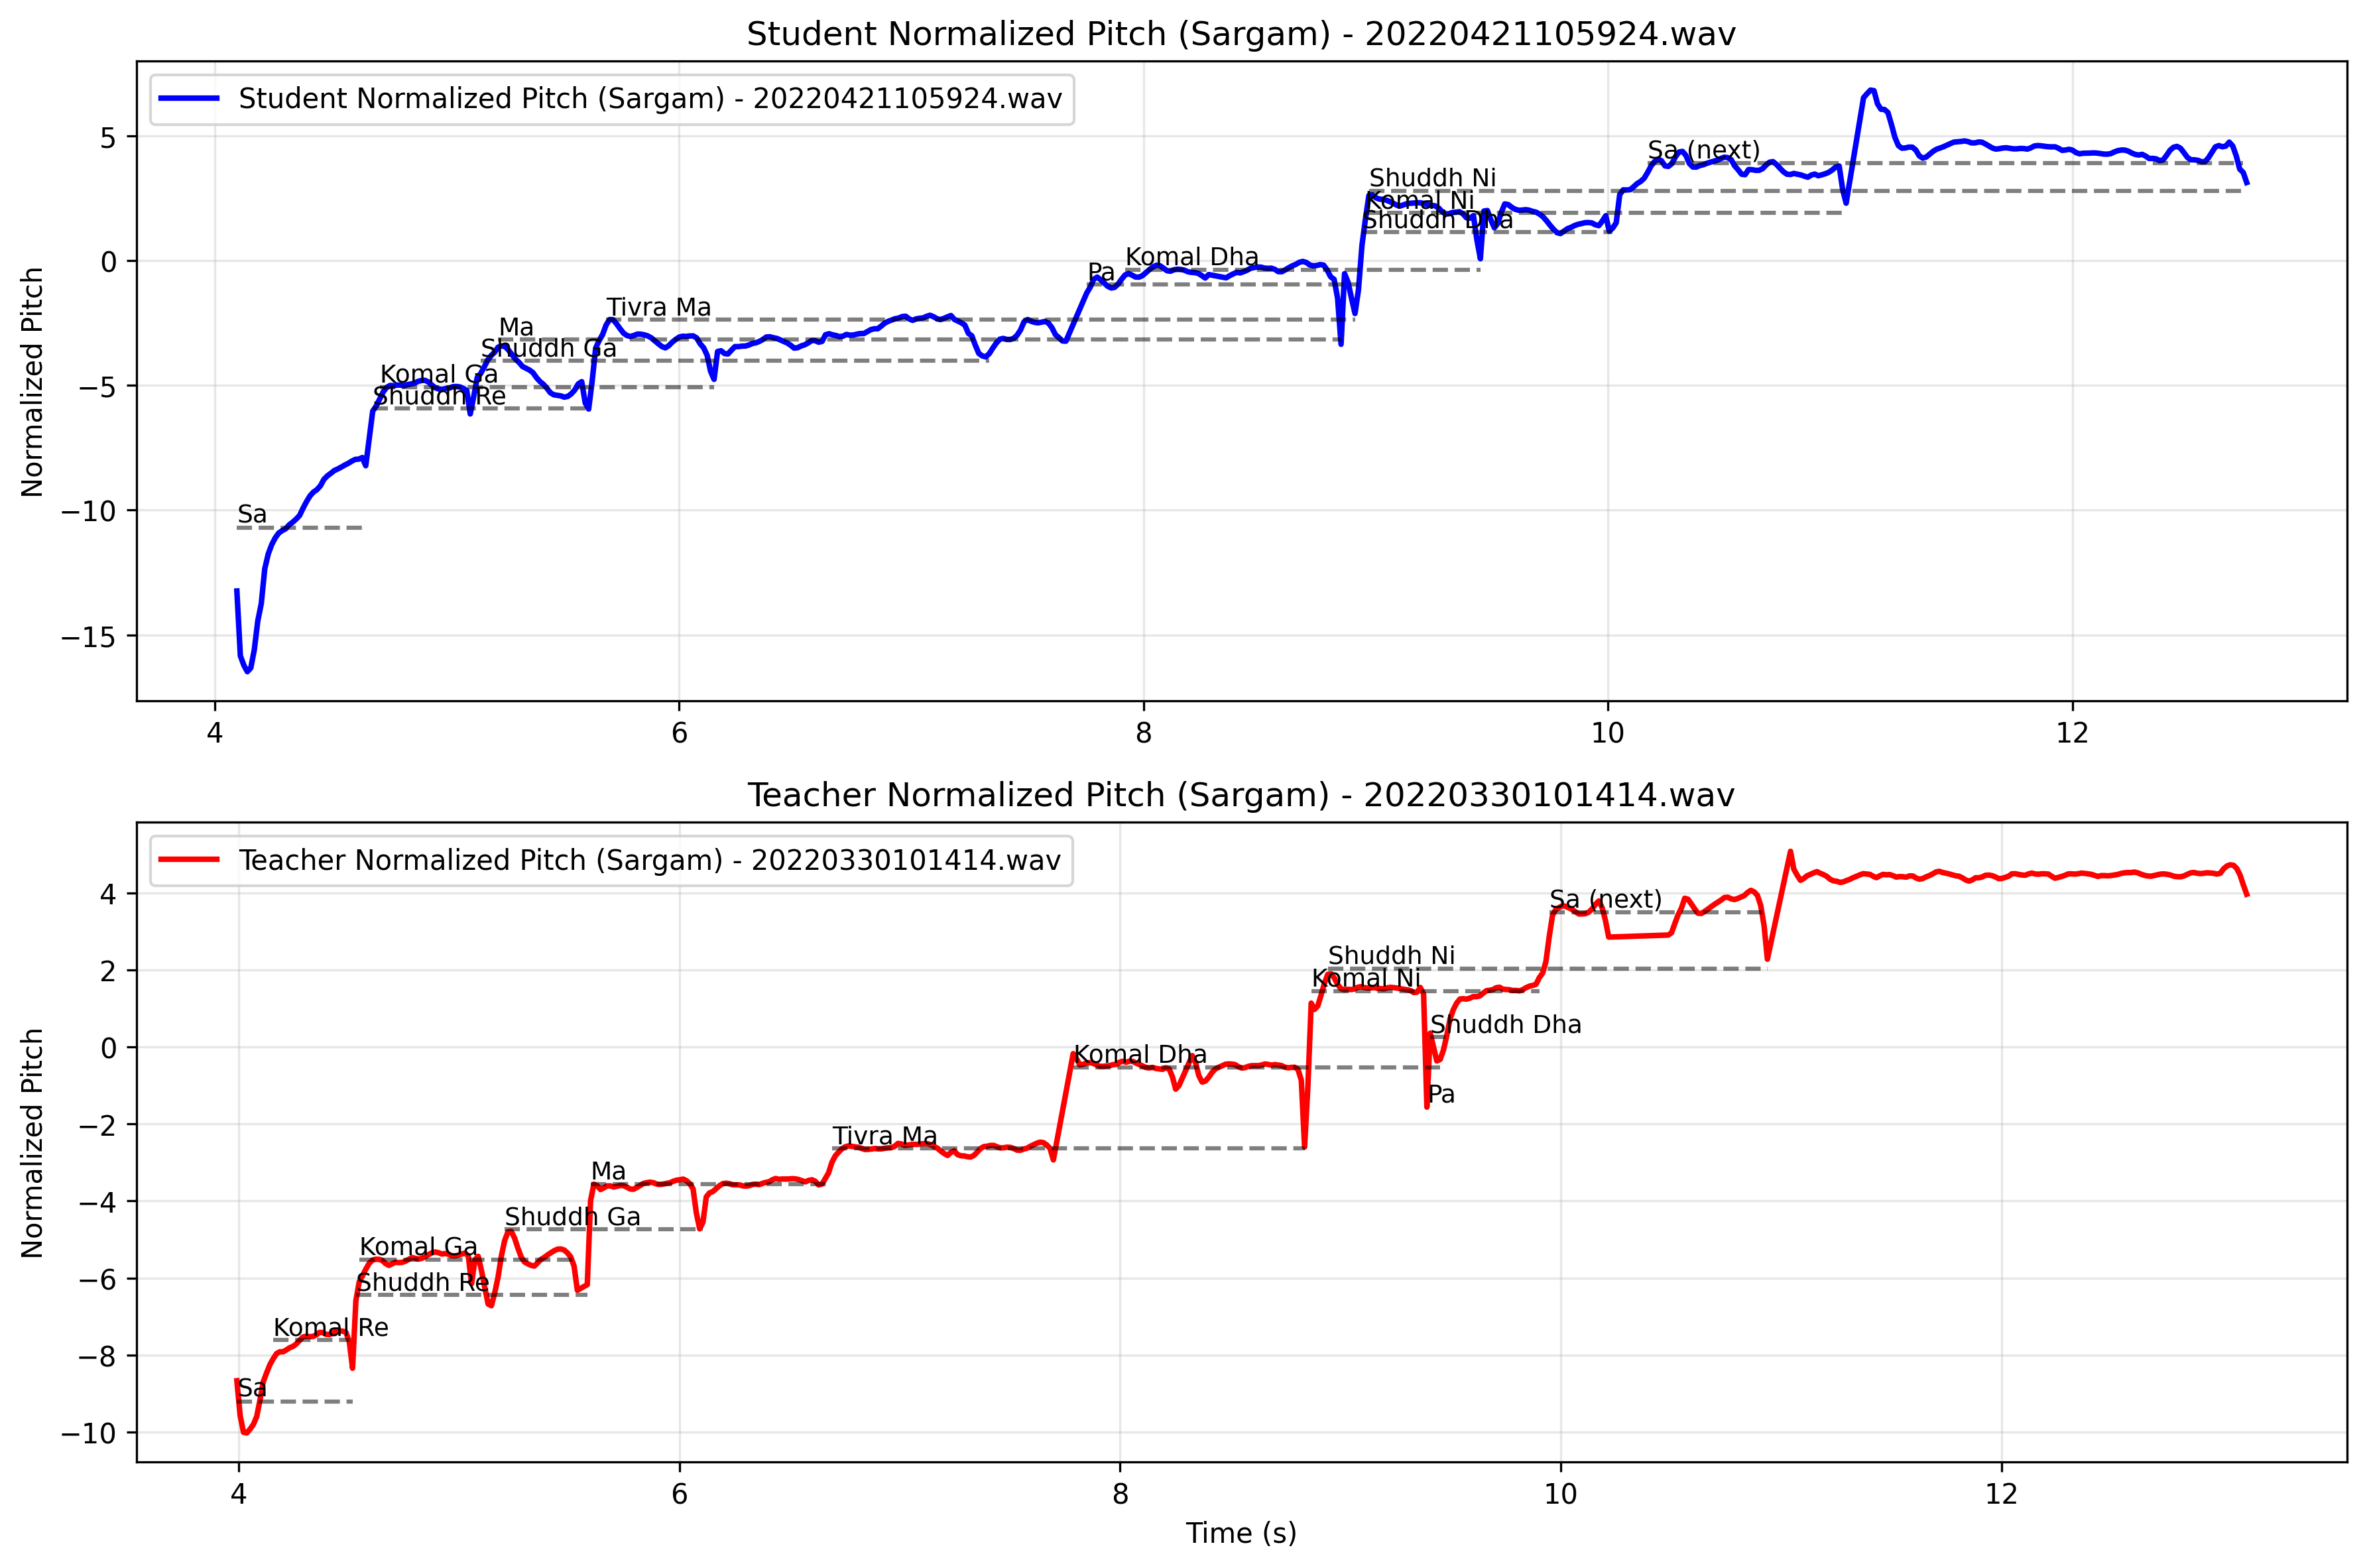 Student Normalized Pitch (Sargam) - 20220421105924.wav
Student Normalized Pitch (Sargam) - 20220421105924.wav
Normalized Pitch
5
0
−5
−10
−15
Sa
Shuddh Re
Komal Ga
Shuddh Ga
Ma
Tivra Ma
Pa
Komal Dha
Shuddh Dha
Komal Ni
Shuddh Ni
Sa (next)
4 6 8 10 12
Teacher Normalized Pitch (Sargam) - 20220330101414.wav
Teacher Normalized Pitch (Sargam) - 20220330101414.wav
Normalized Pitch
4
2
0
−2
−4
−6
−8
−10
Sa
Komal Re
Shuddh Re
Komal Ga
Shuddh Ga
Ma
Tivra Ma
Komal Dha
Komal Ni
Shuddh Ni
Pa
Shuddh Dha
Sa (next)
4 6 8 10 12
Time (s)